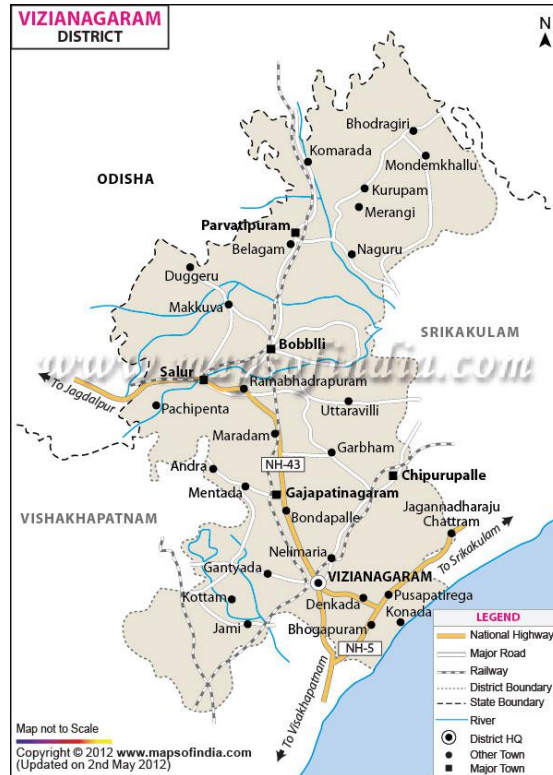 VIZIANAGARAM
DISTRICT
N
Bhodragiri
Komarada
Mondemkhallu
ODISHA
Kurupam
Merangi
Parvatipuram
Belagam
Naguru
Duggeru
Makkuva
SRIKAKULAM
Bobblli
www.mapsofindia.com
Salur
Ramabhadrapuram
To Jagdalpur
Pachipenta
Uttaravilli
Maradam
Garbham
NH-43
Andra
Chipurupalle
Mentada
Gajapatinagaram
VISHAKHAPATNAM
Bondapalle
Jagannadharaju
Chattram
Nelimaria
To Srikakulam
Gantyada
VIZIANAGARAM
Kottam
Denkada
Pusapatirega
Konada
Jami
Bhogapuram
NH-5
To Visakhapatnam
LEGEND
National Highway
Major Road
Railway
District Boundary
State Boundary
River
District HQ
Other Town
Major Town
Map not to Scale
Copyright © 2012 www.mapsofindia.com
(Updated on 2nd May 2012)